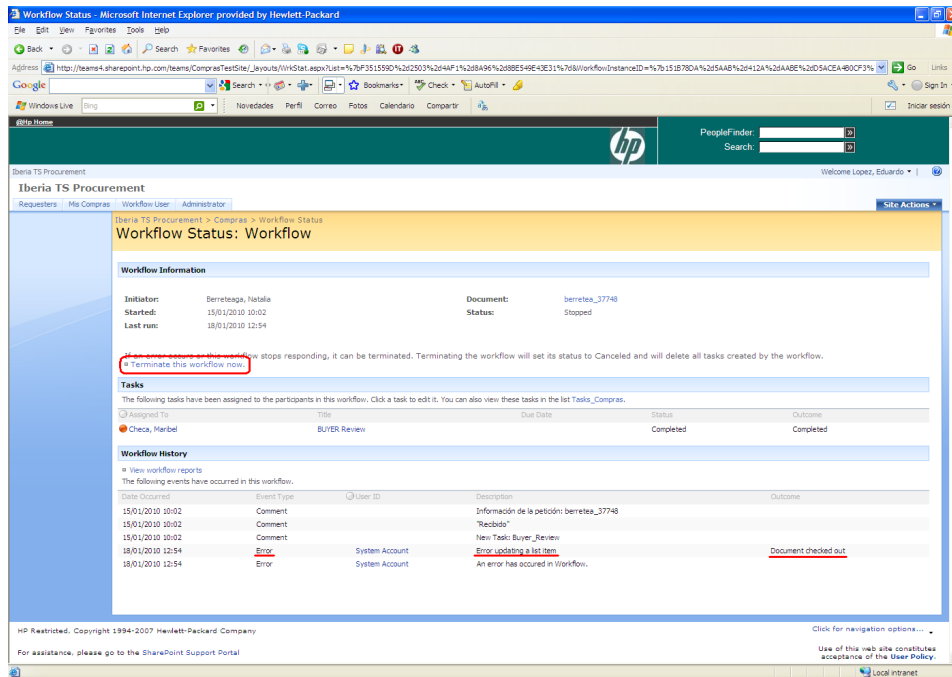 Workflow Status - Microsoft Internet Explorer provided by Hewlett-Packard
File Edit View Favorites Tools Help
Back Search Favorites
Address http://teams4.sharepoint.hp.com/teams/ComprasTestSite/_layouts/WrkStat.aspx?List=%7bF351559D%2d2503%2d4AF1%2d8A96%2d8BE549E43E31%7d&WorkflowInstanceID=%7b151B78DA%2d5AAB%2d412A%2dAABE%2dD5ACEA4B0CF3% Go Links
Google Search Bookmarks Check AutoFill Sign In
Windows Live Bing Novedades Perfil Correo Fotos Calendario Compartir Iniciar sesión
@Hp Home
hp
PeopleFinder:
Search:
Iberia TS Procurement Welcome Lopez, Eduardo
Iberia TS Procurement
Requesters Mis Compras Workflow User Administrator Site Actions
Iberia TS Procurement > Compras > Workflow Status
Workflow Status: Workflow
Workflow Information
Initiator: Berreteaga, Natalia Document: berretea_37748
Started: 15/01/2010 10:02 Status: Stopped
Last run: 18/01/2010 12:54
If an error occurs or this workflow stops responding, it can be terminated. Terminating the workflow will set its status to Canceled and will delete all tasks created by the workflow.
Terminate this workflow now.
Tasks
The following tasks have been assigned to the participants in this workflow. Click a task to edit it. You can also view these tasks in the list Tasks_Compras.
Assigned To Title Due Date Status Outcome
Checa, Maribel BUYER Review Completed Completed
Workflow History
View workflow reports
The following events have occurred in this workflow.
Date Occurred Event Type User ID Description Outcome
15/01/2010 10:02 Comment Información de la petición: berretea_37748
15/01/2010 10:02 Comment "Recibido"
15/01/2010 10:02 Comment New Task: Buyer_Review
18/01/2010 12:54 Error System Account Error updating a list item Document checked out
18/01/2010 12:54 Error System Account An error has occured in Workflow.
HP Restricted, Copyright 1994-2007 Hewlett-Packard Company Click for navigation options...
For assistance, please go to the SharePoint Support Portal
Use of this web site constitutes
acceptance of the User Policy.
Local intranet